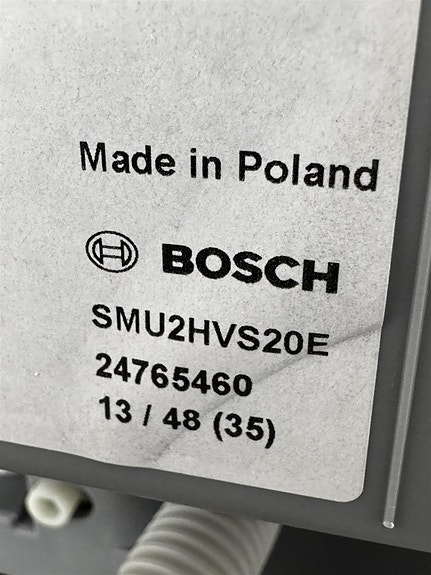 Made in Poland
BOSCH
SMU2HVS20E
24765460
13 / 48 (35)